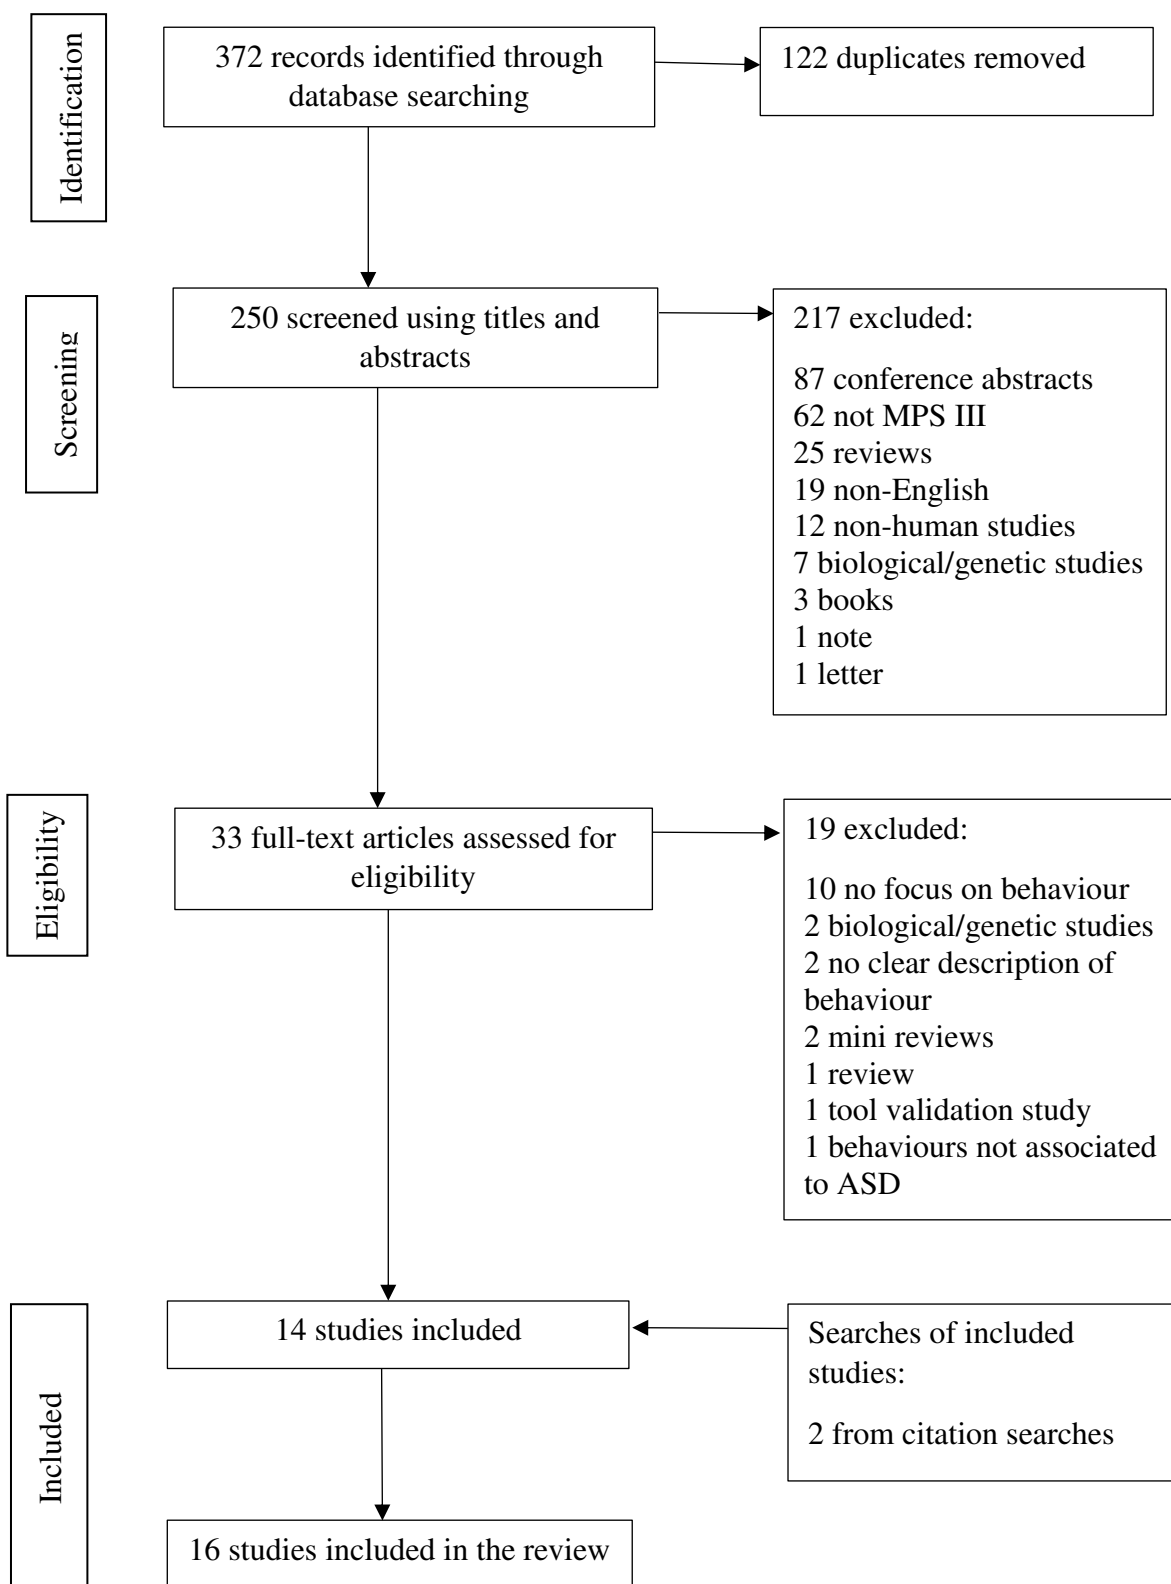 Identification
372 records identified through
database searching
122 duplicates removed
Screening
250 screened using titles and
abstracts
217 excluded:
87 conference abstracts
62 not MPS III
25 reviews
19 non-English
12 non-human studies
7 biological/genetic studies
3 books
1 note
1 letter
Eligibility
33 full-text articles assessed for
eligibility
19 excluded:
10 no focus on behaviour
2 biological/genetic studies
2 no clear description of
behaviour
2 mini reviews
1 review
1 tool validation study
1 behaviours not associated
to ASD
Included
14 studies included
Searches of included
studies:
2 from citation searches
16 studies included in the review